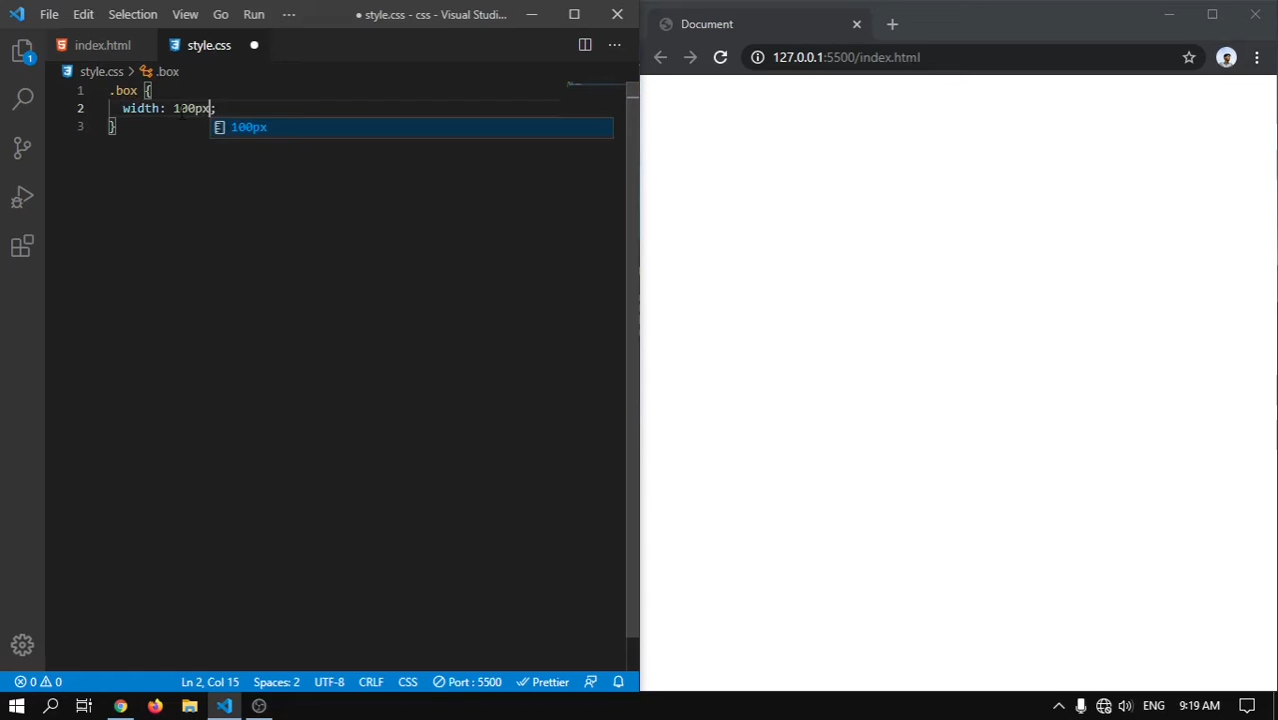 File Edit Selection View Go Run ··· ● style.css - css - Visual Studi...
Document
index.html style.css ●
127.0.0.1:5500/index.html
style.css > .box
1 .box {
2 width: 100px;
100px
3 }
1
0 0 Ln 2, Col 15 Spaces: 2 UTF-8 CRLF CSS Port : 5500 Prettier
ENG 9:19 AM